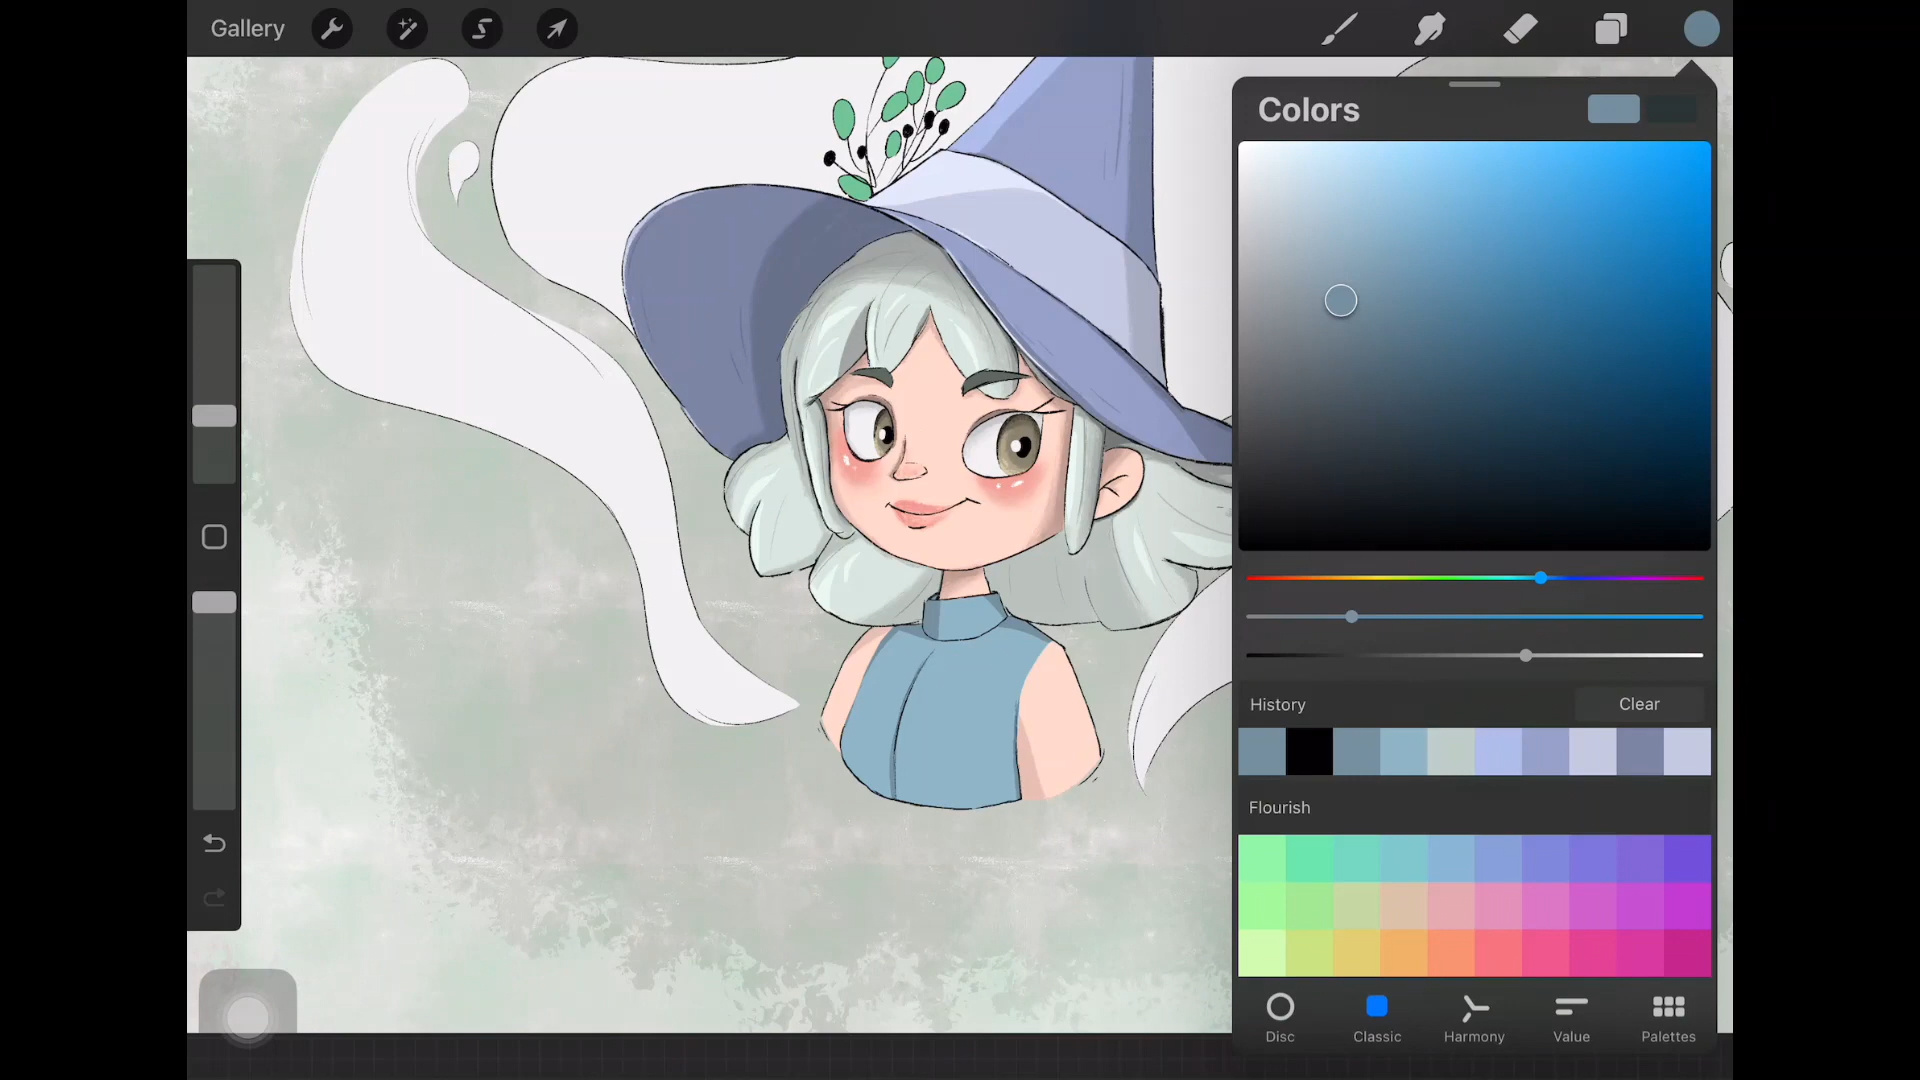 Gallery
Colors
History
Clear
Flourish
Disc
Classic
Harmony
Value
Palettes